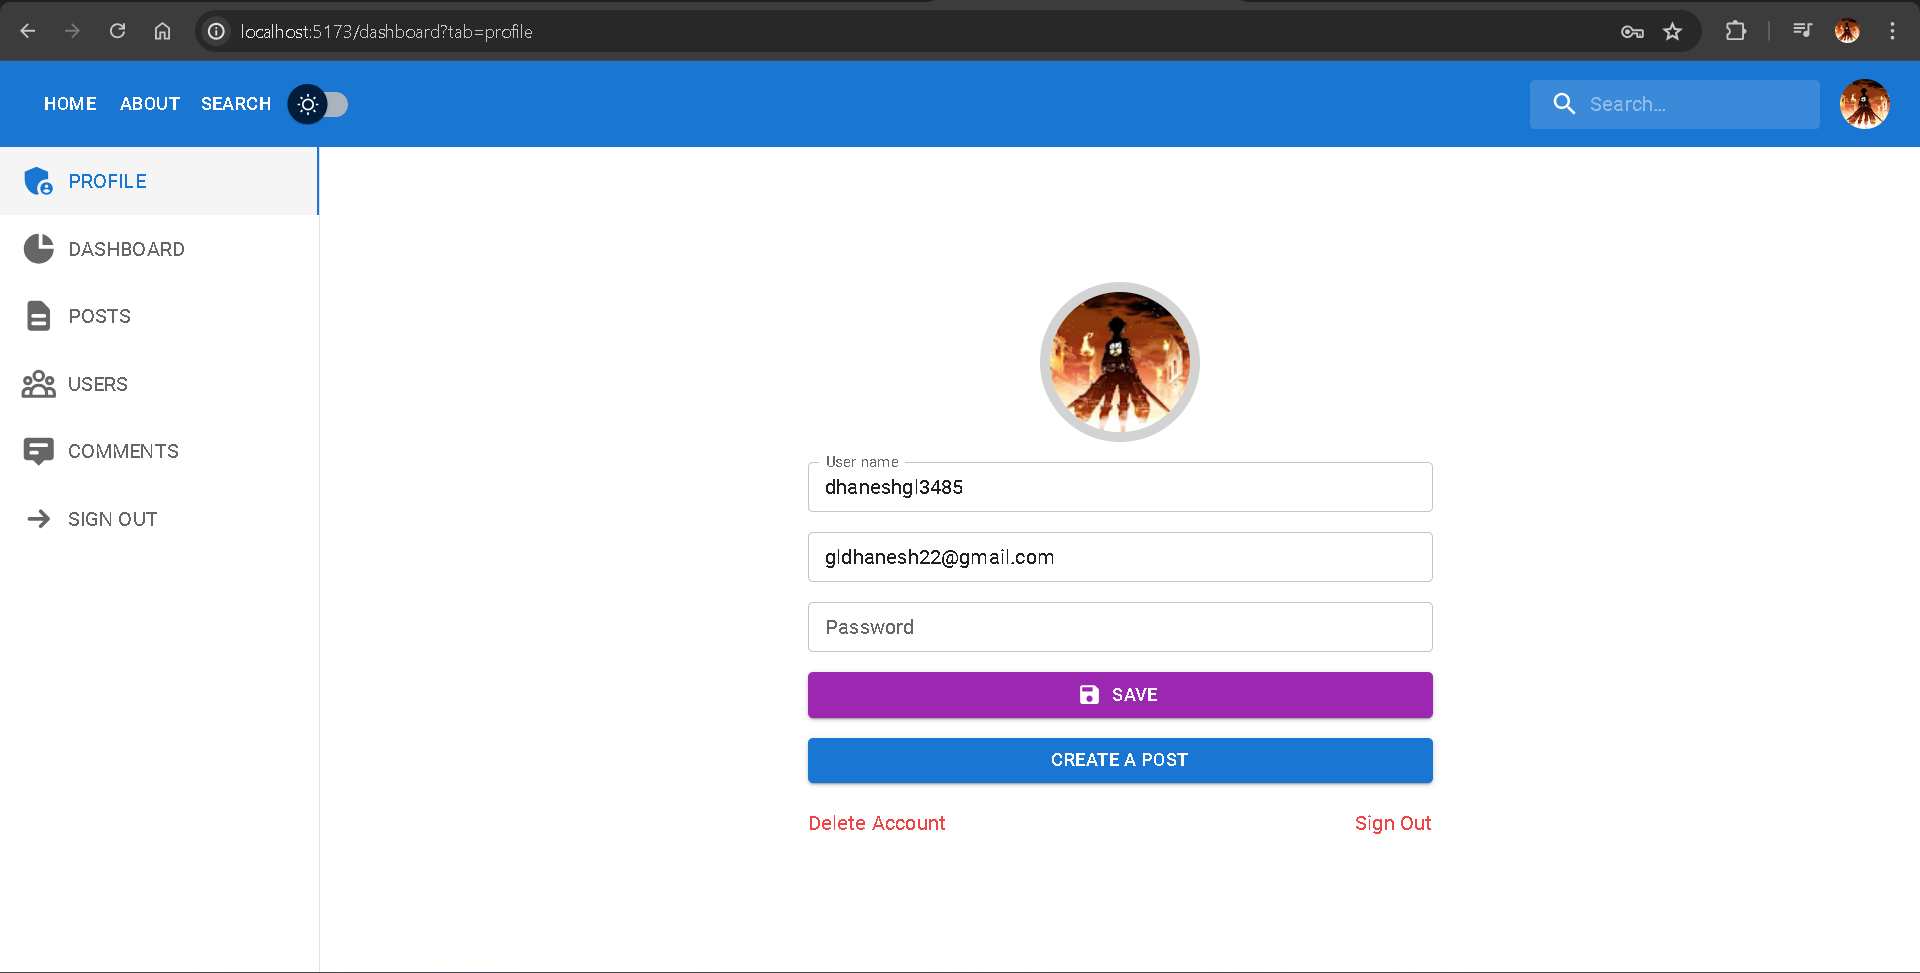 localhost:5173/dashboard?tab=profile
HOME ABOUT SEARCH Search...
PROFILE
DASHBOARD
POSTS
USERS
COMMENTS
SIGN OUT
User name
dhaneshgl3485
gldhanesh22@gmail.com
Password
SAVE
CREATE A POST
Delete Account Sign Out